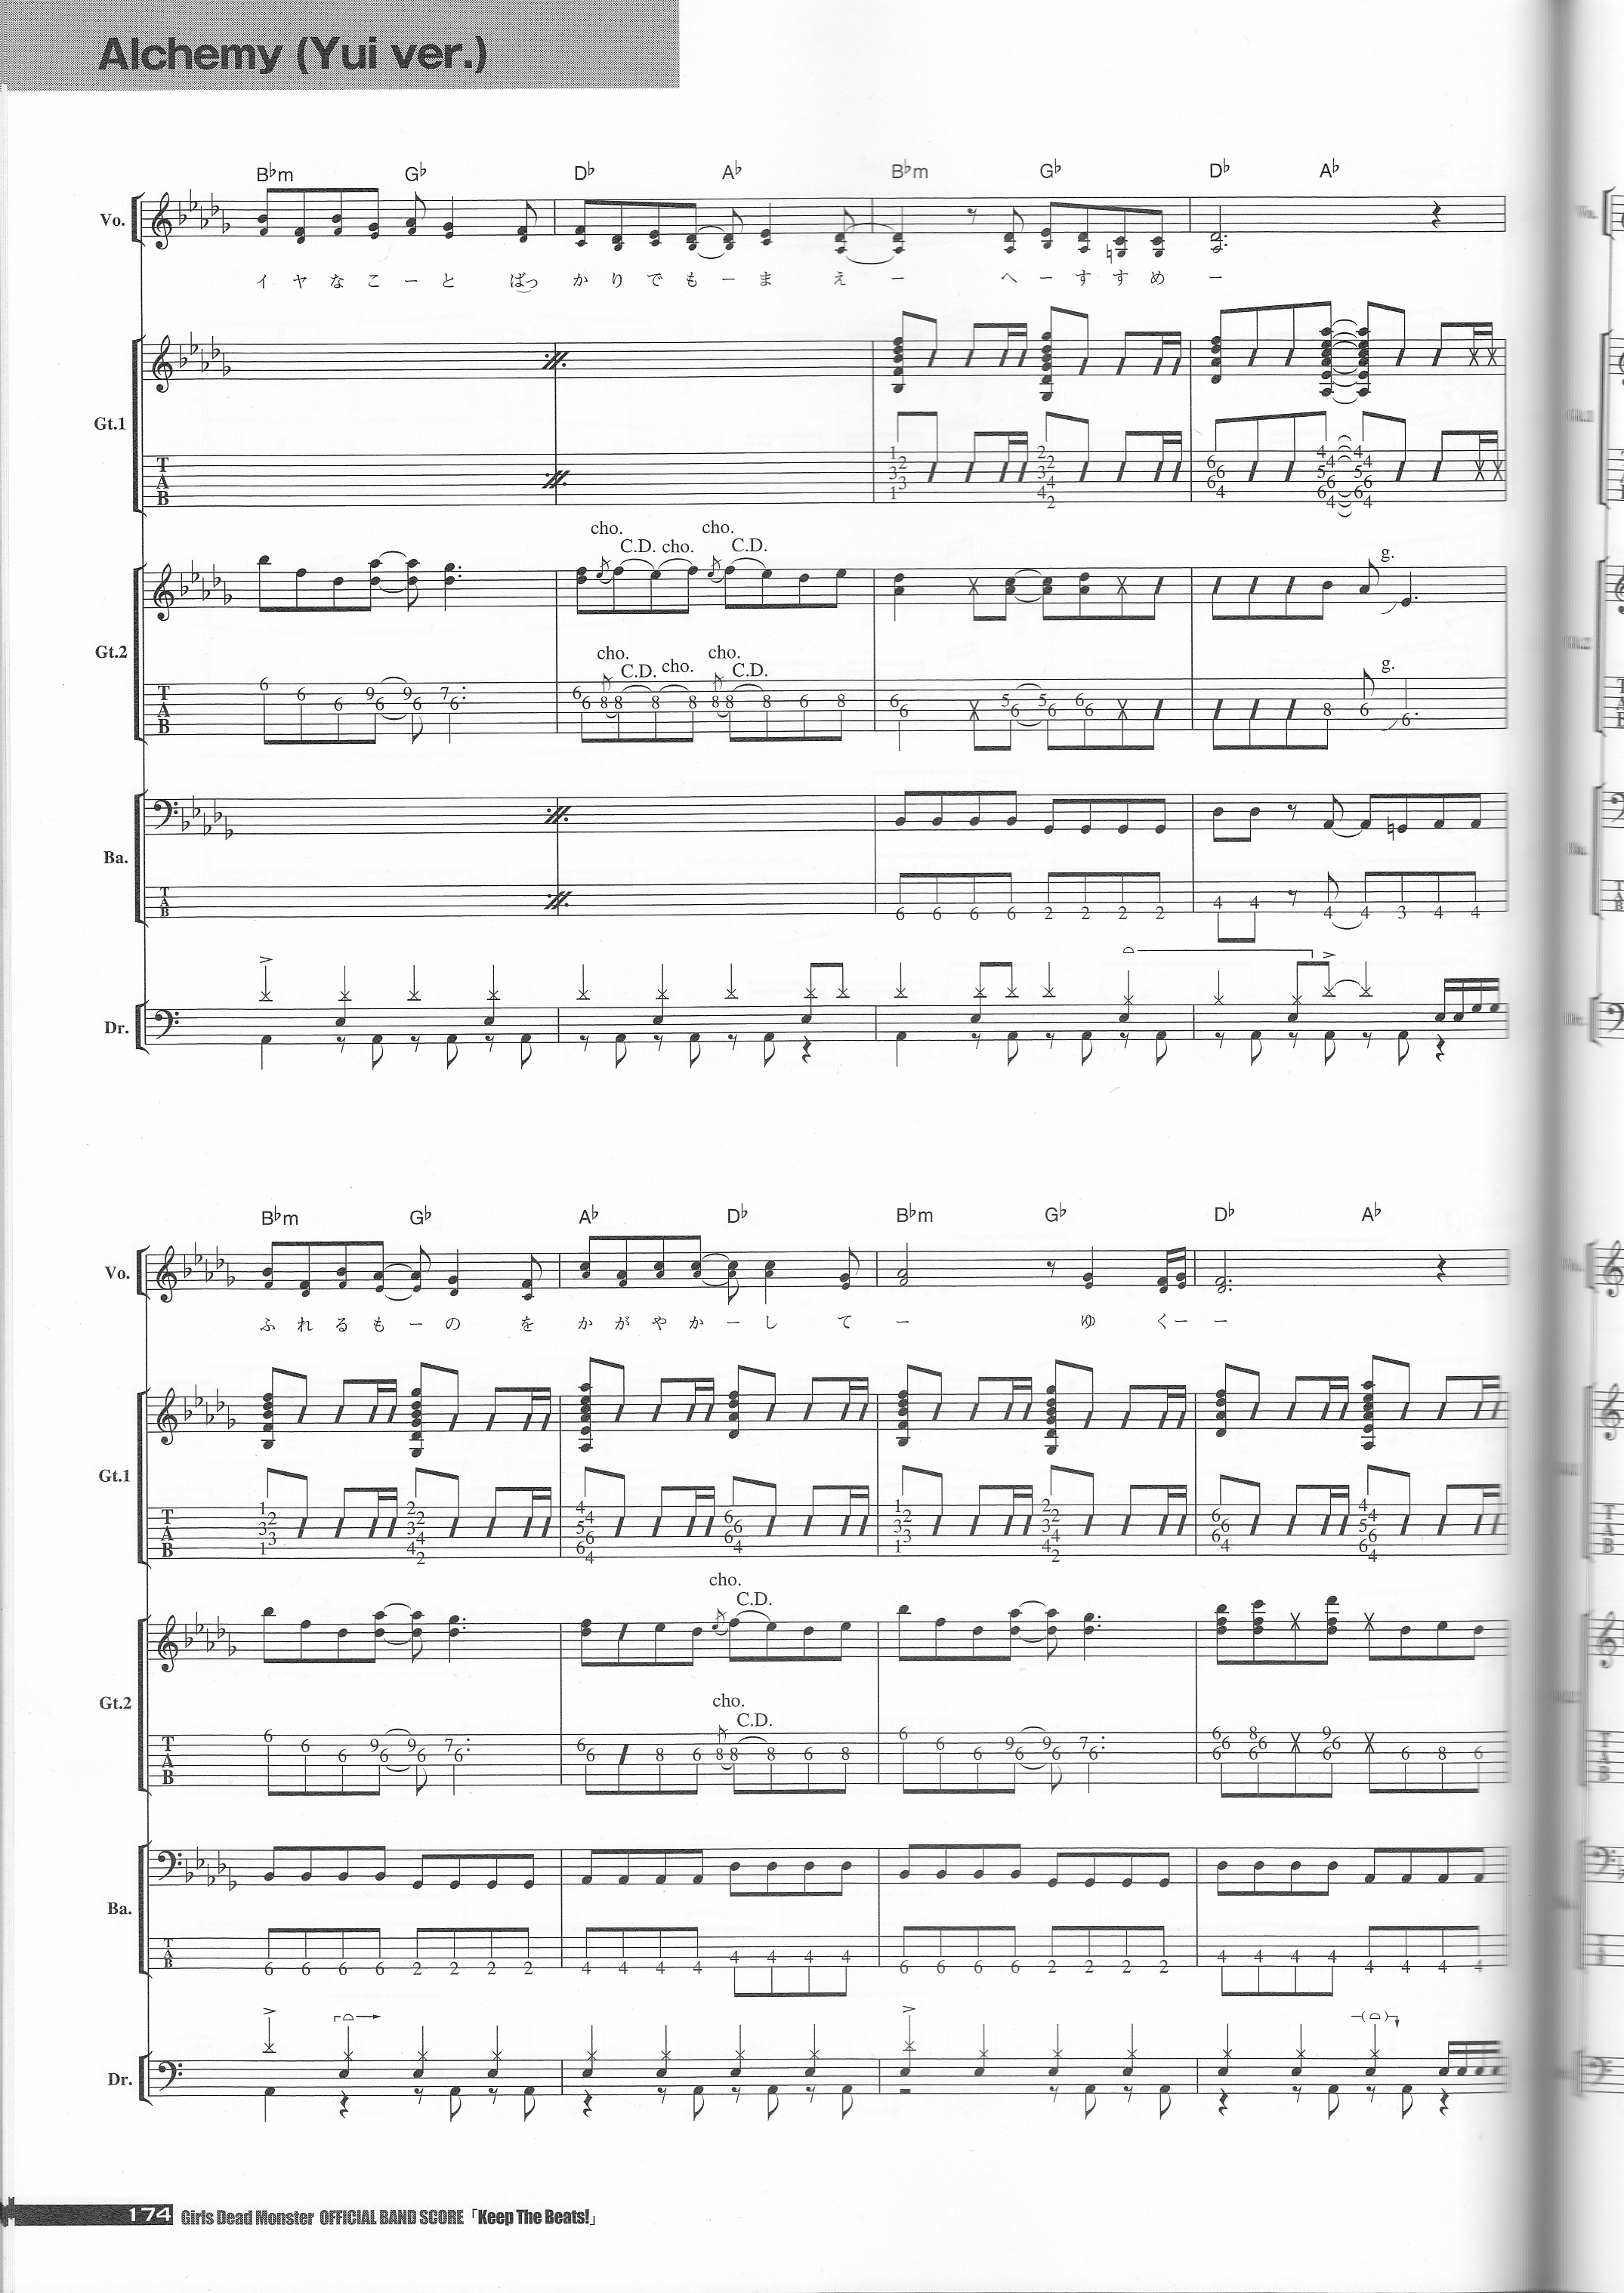 Alchemy (Yui ver.)
B♭m G♭ D♭ A♭ B♭m G♭ D♭ A♭
Vo.
イ ヤ な こ ー と ばっ か り で も ー ま え ー へ ー す す め ー
Gt.1
T A B
1 2 3 3 1 2 2 3 4 4 2 6 6 6 4 4 4 5 6 6 4 4 4 5 6 6 4
cho. C.D. cho. cho. C.D. g.
Gt.2
cho. C.D. cho. cho. C.D. g.
T A B
6 6 6 9 6 9 6 7 6 6 6 8 8 8 8 8 8 8 6 8 6 6 5 6 5 6 6 6 8 6 6
Ba.
T A B
6 6 6 6 2 2 2 2 4 4 4 4 3 4 4
Dr.
B♭m G♭ A♭ D♭ B♭m G♭ D♭ A♭
Vo.
ふ れ る も ー の を か が や か ー し て ー ゆ く ー ー
Gt.1
T A B
1 2 3 3 1 2 2 3 4 4 2 4 4 5 6 6 4 6 6 6 4 1 2 3 3 1 2 2 3 4 4 2 6 6 6 4 4 4 5 6 6 4
cho. C.D.
Gt.2
cho. C.D.
T A B
6 6 6 9 6 9 6 7 6 6 6 8 6 8 8 8 6 8 6 6 6 9 6 9 6 7 6 6 6 6 8 6 6 9 6 6 6 8 6
Ba.
T A B
6 6 6 6 2 2 2 2 4 4 4 4 4 4 4 4 6 6 6 6 2 2 2 2 4 4 4 4 4 4 4 4
Dr.
174 Girls Dead Monster OFFICIAL BAND SCORE「Keep The Beats!」